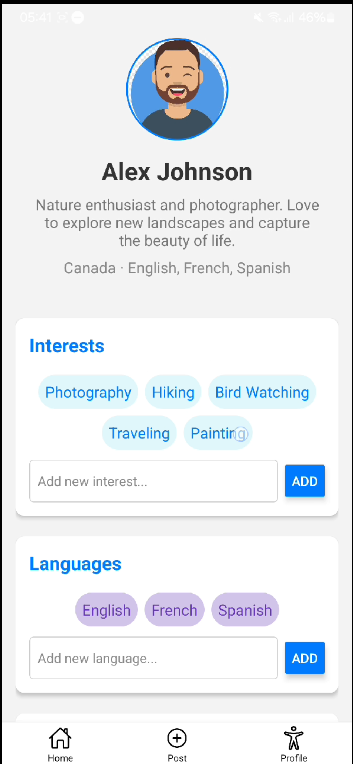 05:41
46%
Alex Johnson
Nature enthusiast and photographer. Love
to explore new landscapes and capture
the beauty of life.
Canada · English, French, Spanish
Interests
Photography Hiking Bird Watching
Traveling Painting
Add new interest... ADD
Languages
English French Spanish
Add new language... ADD
Home Post Profile